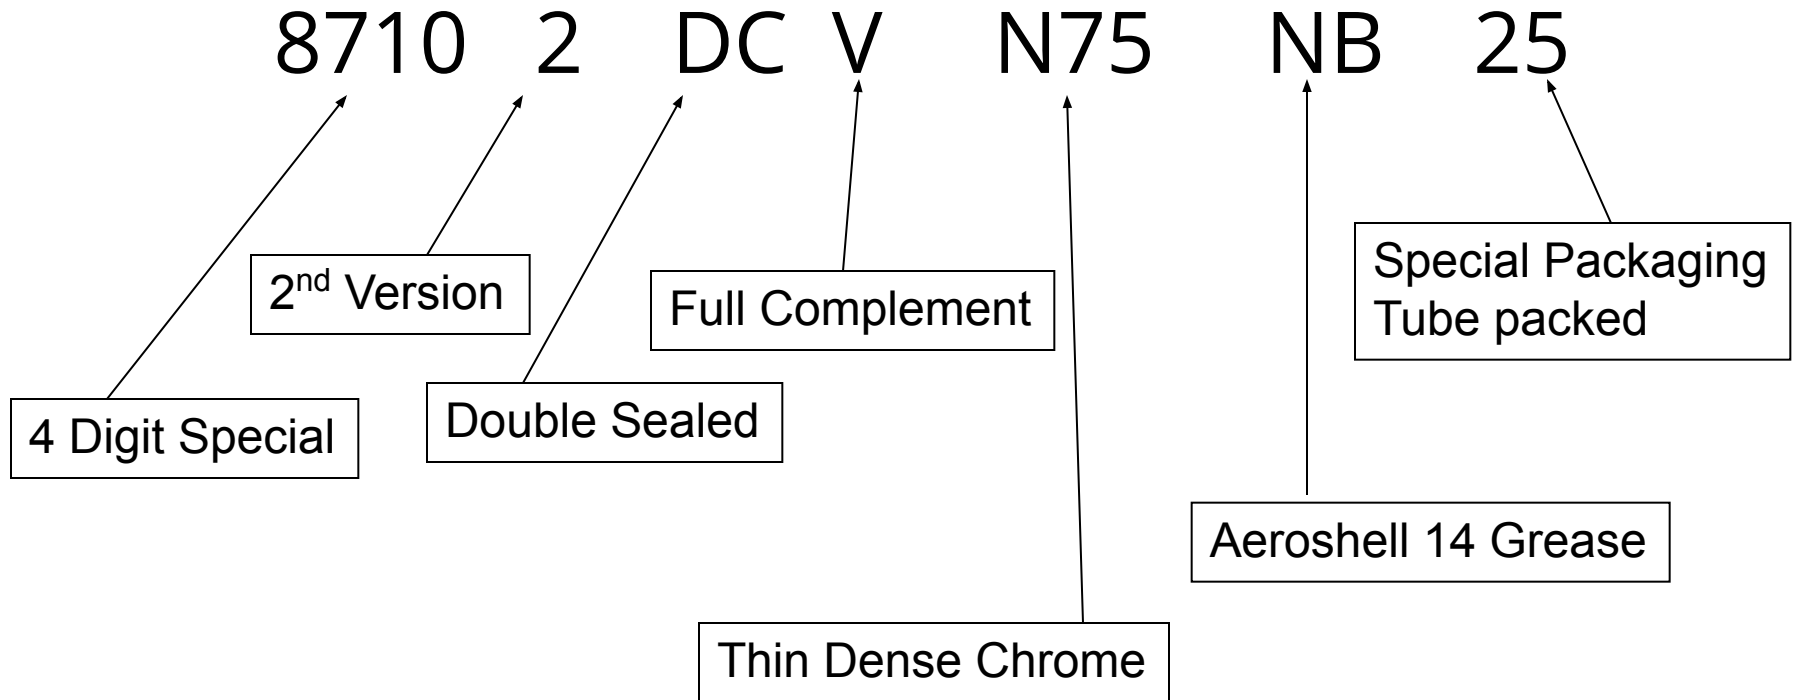 8710 2 DC V N75 NB 25
Special Packaging
Tube packed
2nd Version
Full Complement
Double Sealed
4 Digit Special
Aeroshell 14 Grease
Thin Dense Chrome